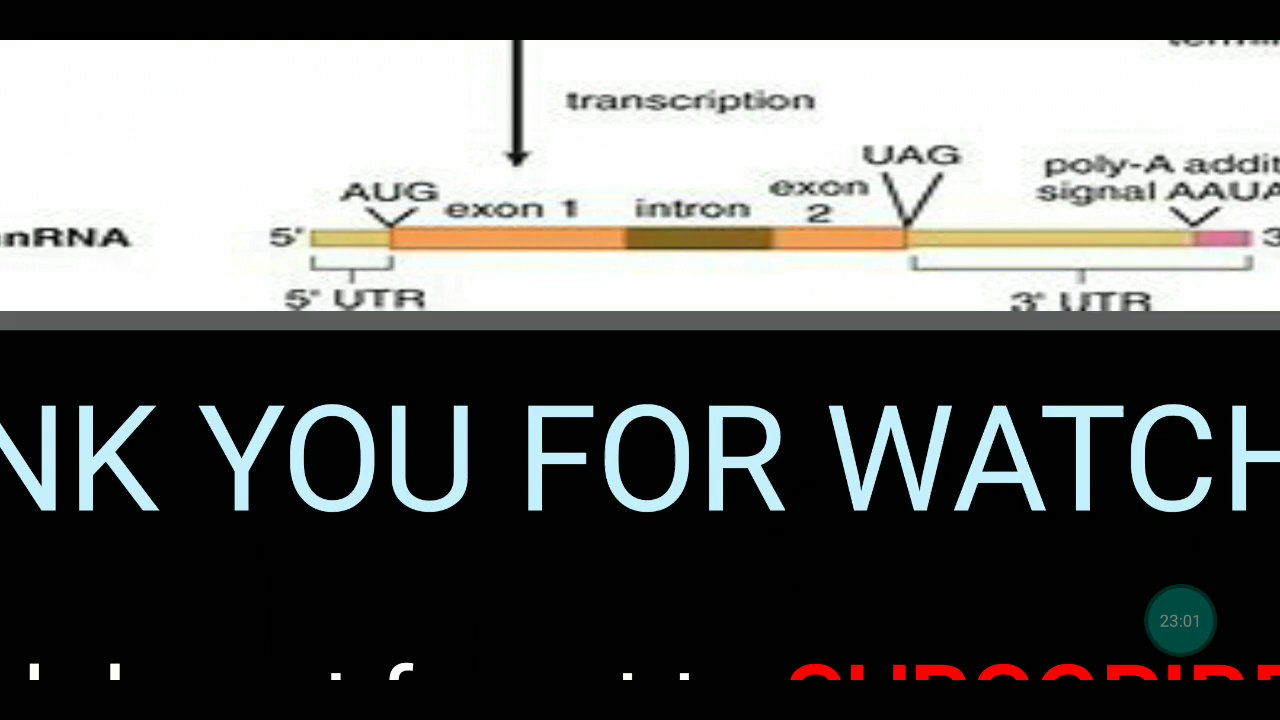 transcription
UAG
poly-A addit
AUG
exon
signal AAUA
exon 1
intron
2
nRNA
5'
3
5' UTR
3' UTR
NK YOU FOR WATCH
23:01